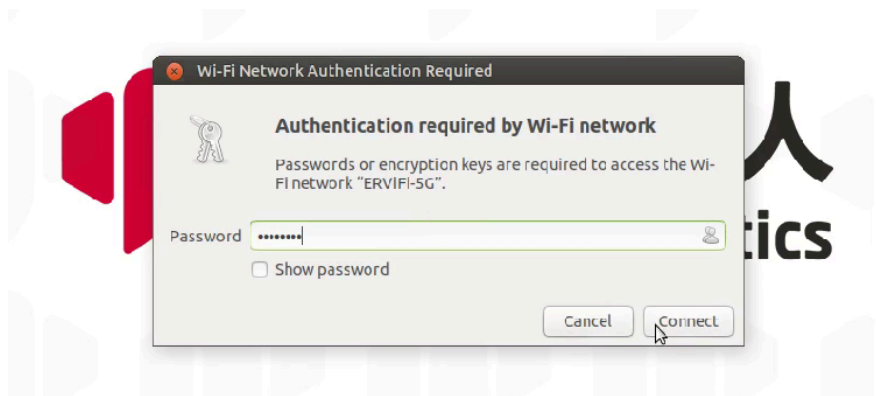 Wi-Fi Network Authentication Required
Authentication required by Wi-Fi network
Passwords or encryption keys are required to access the Wi-
Fi network “ERVIFI-5G”.
Password ••••••••
Show password
Cancel
Connect
人
tics